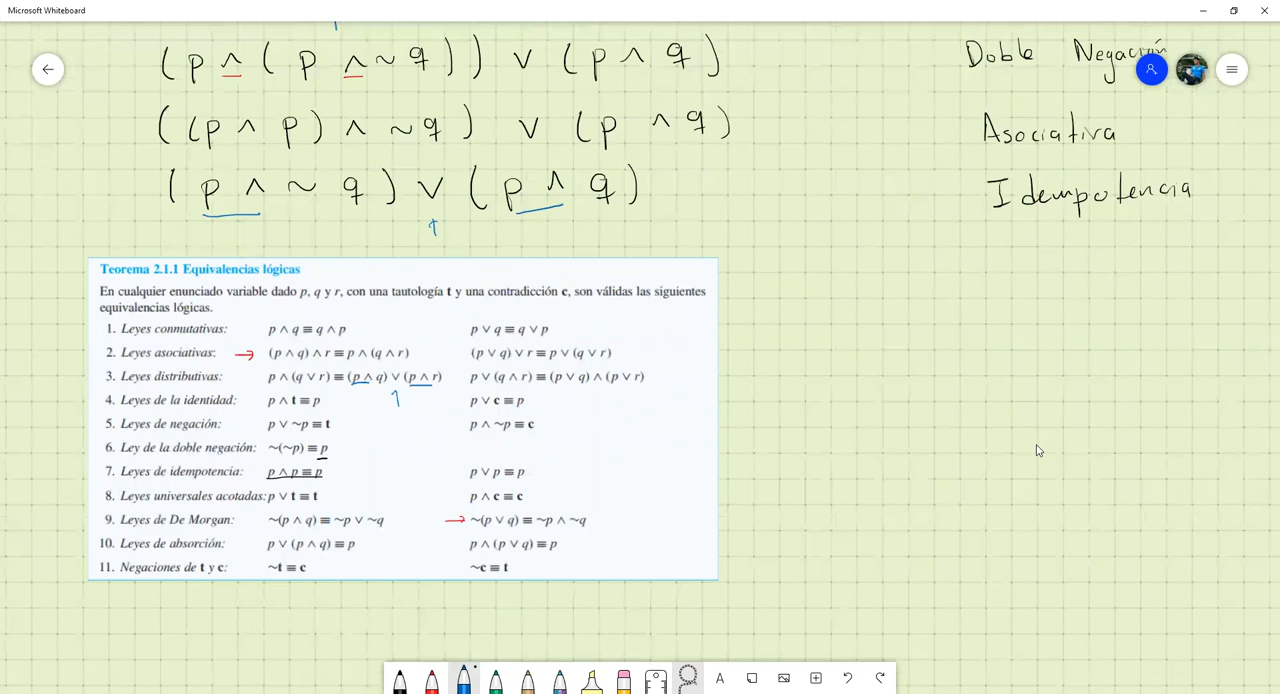 Microsoft Whiteboard
(p ∧ (p ∧ ~q)) ∨ (p ∧ q) Doble Negación
((p ∧ p) ∧ ~q) ∨ (p ∧ q) Asociativa
(p ∧ ~q) ∨ (p ∧ q) Idempotencia
Teorema 2.1.1 Equivalencias lógicas
En cualquier enunciado variable dado p, q y r, con una tautología t y una contradicción c, son válidas las siguientes
equivalencias lógicas.
1. Leyes conmutativas: p ∧ q ≡ q ∧ p p ∨ q ≡ q ∨ p
2. Leyes asociativas: → (p ∧ q) ∧ r ≡ p ∧ (q ∧ r) (p ∨ q) ∨ r ≡ p ∨ (q ∨ r)
3. Leyes distributivas: p ∧ (q ∨ r) ≡ (p ∧ q) ∨ (p ∧ r) p ∨ (q ∧ r) ≡ (p ∨ q) ∧ (p ∨ r)
4. Leyes de la identidad: p ∧ t ≡ p p ∨ c ≡ p
5. Leyes de negación: p ∨ ~p ≡ t p ∧ ~p ≡ c
6. Ley de la doble negación: ~(~p) ≡ p
7. Leyes de idempotencia: p ∧ p ≡ p p ∨ p ≡ p
8. Leyes universales acotadas: p ∨ t ≡ t p ∧ c ≡ c
9. Leyes de De Morgan: ~(p ∧ q) ≡ ~p ∨ ~q → ~(p ∨ q) ≡ ~p ∧ ~q
10. Leyes de absorción: p ∨ (p ∧ q) ≡ p p ∧ (p ∨ q) ≡ p
11. Negaciones de t y c: ~t ≡ c ~c ≡ t
A